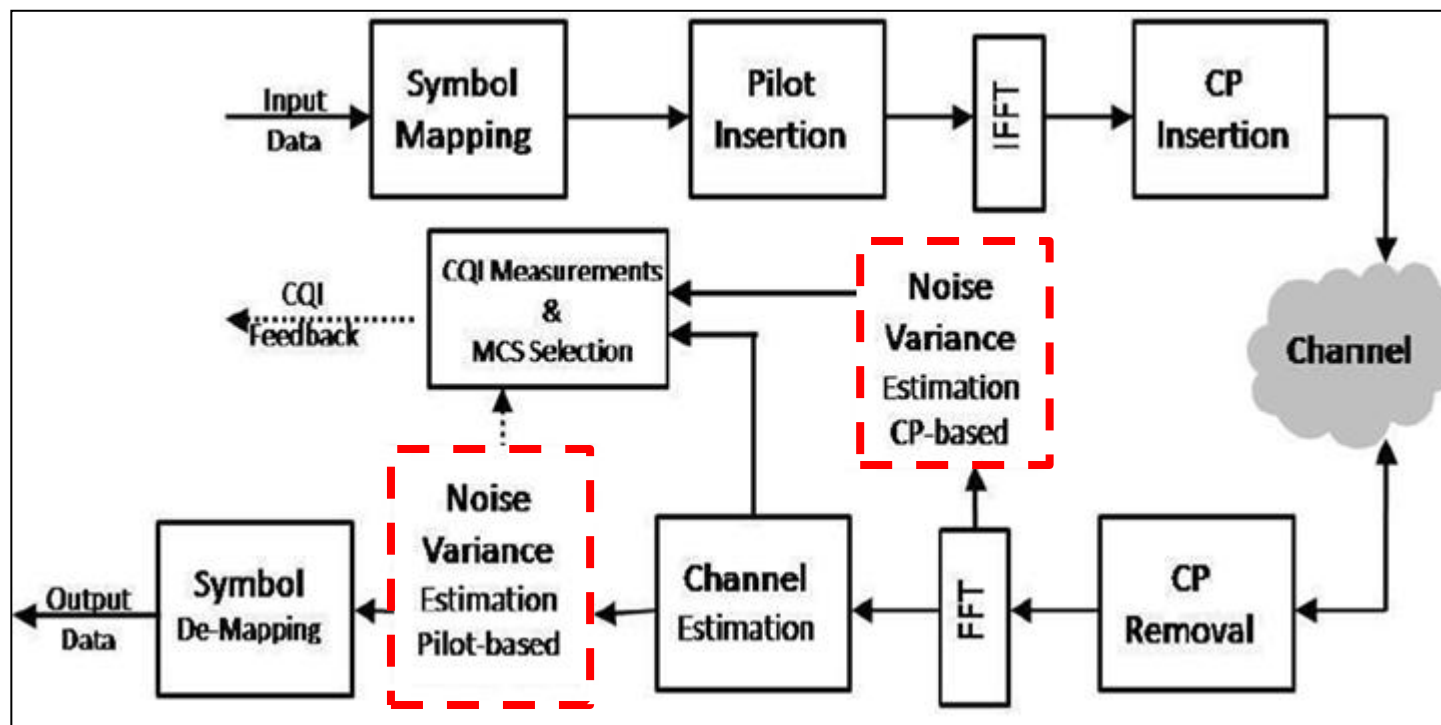 Input
Data
Symbol
Mapping
Pilot
Insertion
IFFT
CP
Insertion
CQI
Feedback
CQI Measurements
&
MCS Selection
Noise
Variance
Estimation
CP-based
Channel
Output
Data
Symbol
De-Mapping
Noise
Variance
Estimation
Pilot-based
Channel
Estimation
FFT
CP
Removal